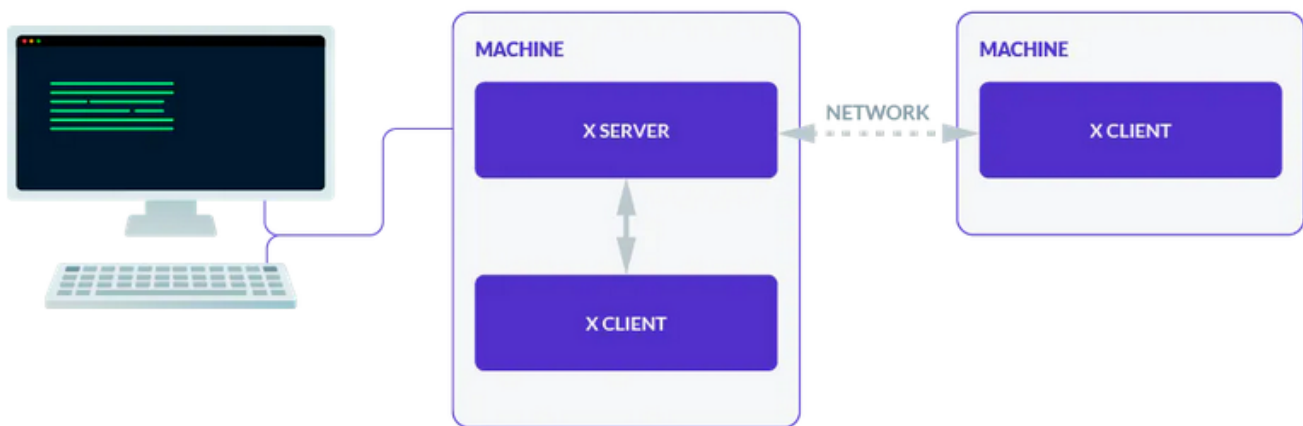 MACHINE
X SERVER
X CLIENT
NETWORK
MACHINE
X CLIENT